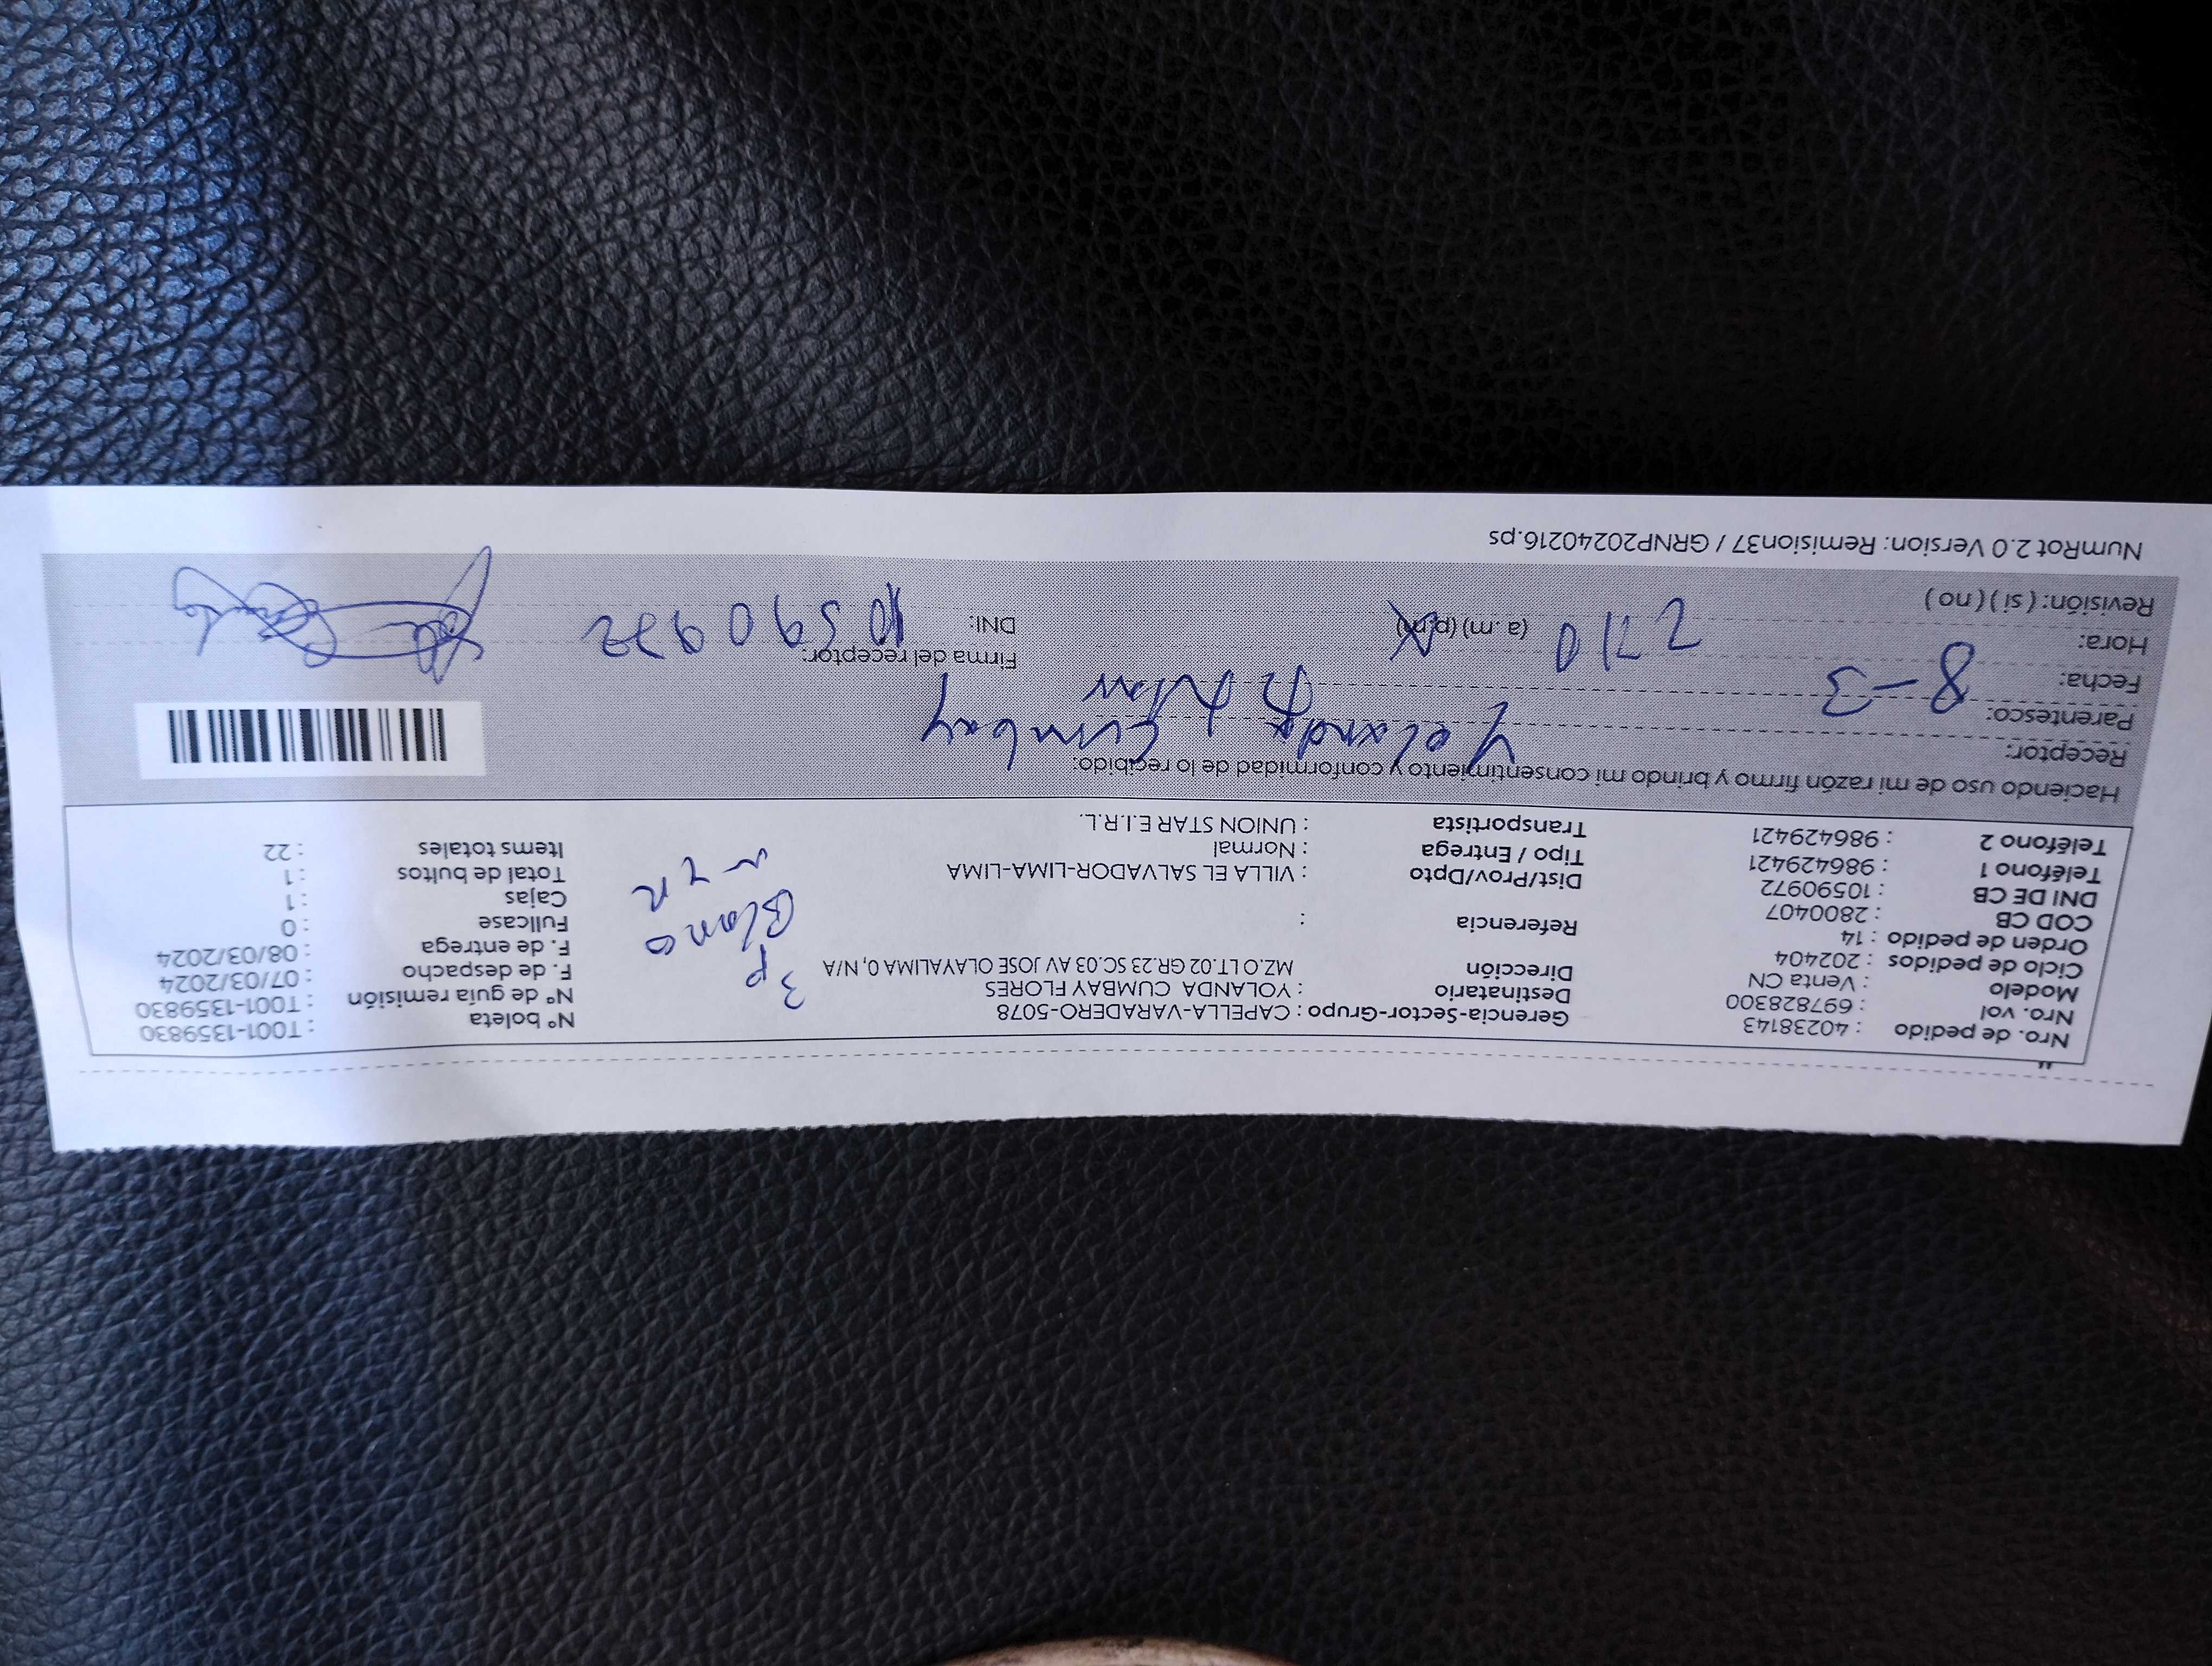 Nro. de pedido : 40238143
Nro. vol : 697828300
Modelo : Venta CN
Ciclo de pedidos : 202404
Orden de pedido : 14
COD CB : 2800407
DNI DE CB : 10590972
Teléfono 1 : 986429421
Teléfono 2 : 986429421
Gerencia-Sector-Grupo : CAPELLA-VARADERO-5078
Destinatario : YOLANDA CUMBAY FLORES
Dirección MZ.O LT.02 GR.23 SC.03 AV JOSE OLAYALIMA 0, N/A
Referencia :
Dist/Prov/Dpto : VILLA EL SALVADOR-LIMA-LIMA
Tipo / Entrega : Normal
Transportista : UNION STAR E.I.R.L.
3 P
Blanco
Nº boleta : T001-1359830
Nº de guía remisión : T001-1359830
F. de despacho : 07/03/2024
F. de entrega : 08/03/2024
Fullcase : 0
Cajas : 1
Total de bultos : 1
Items totales : 22
Haciendo uso de mi razón firmo y brindo mi consentimiento y conformidad de lo recibido:
Receptor: Yolanda Cumbay
Parentesco:
Fecha: 8-3
Hora: (a. m) (p. m)
Revisión: ( si ) ( no )
Firma del receptor:
DNI: 10590972
NumRot 2.0 Version: Remision37 / GRNP20240216.ps